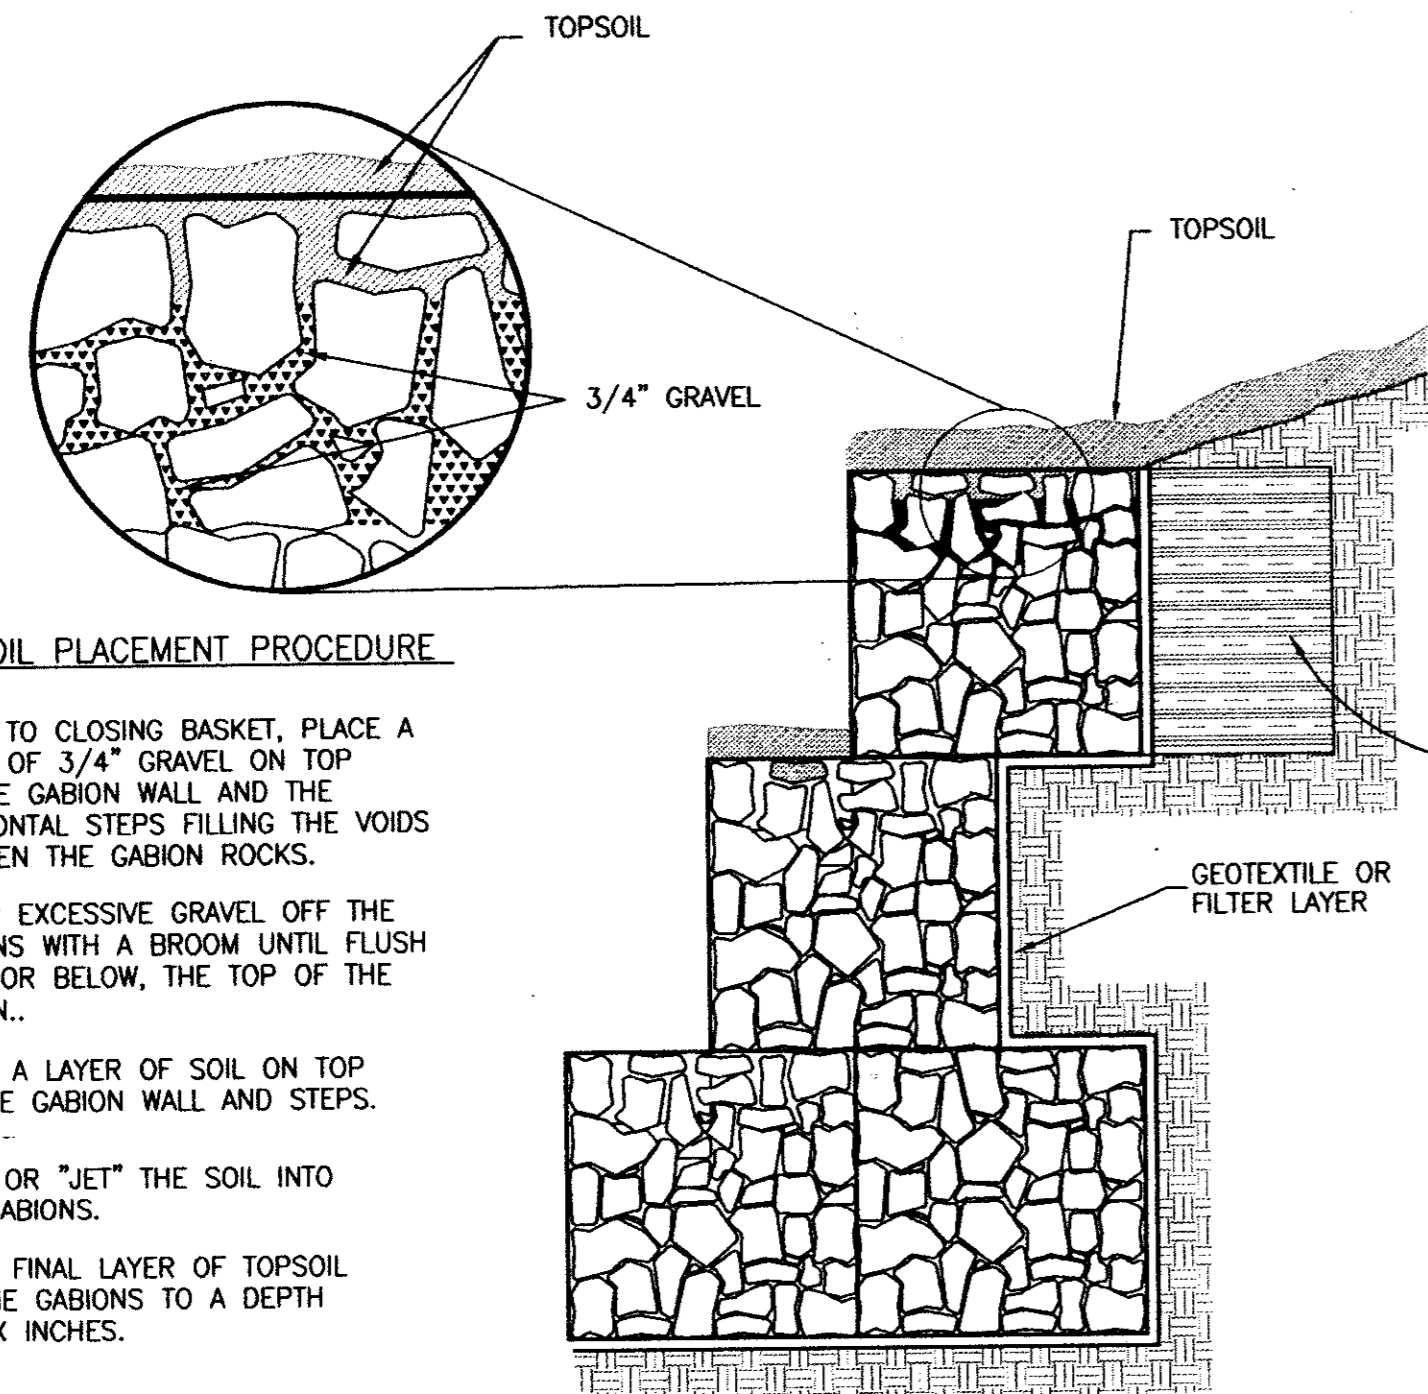 TOPSOIL
TOPSOIL
3/4" GRAVEL
OIL PLACEMENT PROCEDURE
TO CLOSING BASKET, PLACE A
OF 3/4" GRAVEL ON TOP
E GABION WALL AND THE
ONTAL STEPS FILLING THE VOIDS
EN THE GABION ROCKS.
EXCESSIVE GRAVEL OFF THE
NS WITH A BROOM UNTIL FLUSH
OR BELOW, THE TOP OF THE
N..
A LAYER OF SOIL ON TOP
E GABION WALL AND STEPS.
OR "JET" THE SOIL INTO
ABIONS.
FINAL LAYER OF TOPSOIL
HE GABIONS TO A DEPTH
X INCHES.
GEOTEXTILE OR
FILTER LAYER